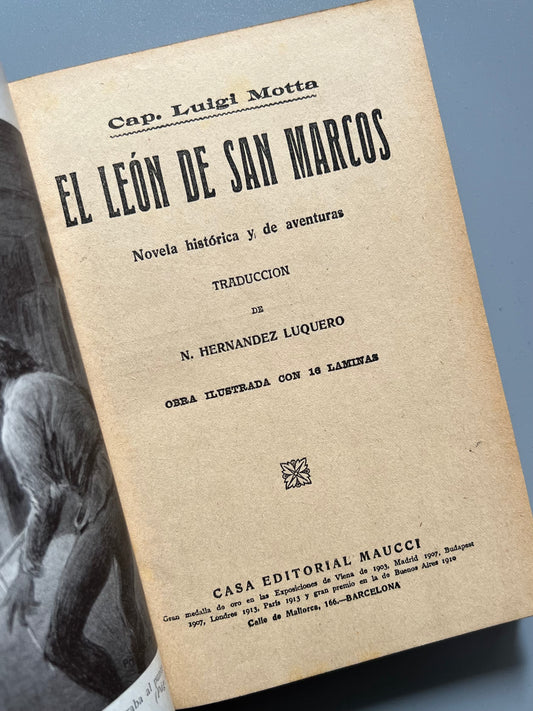 Cap. Luigi Motta
EL LEÓN DE SAN MARCOS
Novela histórica y de aventuras
TRADUCCION
DE
N. HERNANDEZ LUQUERO
OBRA ILUSTRADA CON 16 LAMINAS
CASA EDITORIAL MAUCCI
Gran medalla de oro en las Exposiciones de Viena de 1903, Madrid 1907, Budapest
1907, Londres 1913, París 1913 y gran premio en la de Buenos Aires 1910
Calle de Mallorca, 166.—BARCELONA